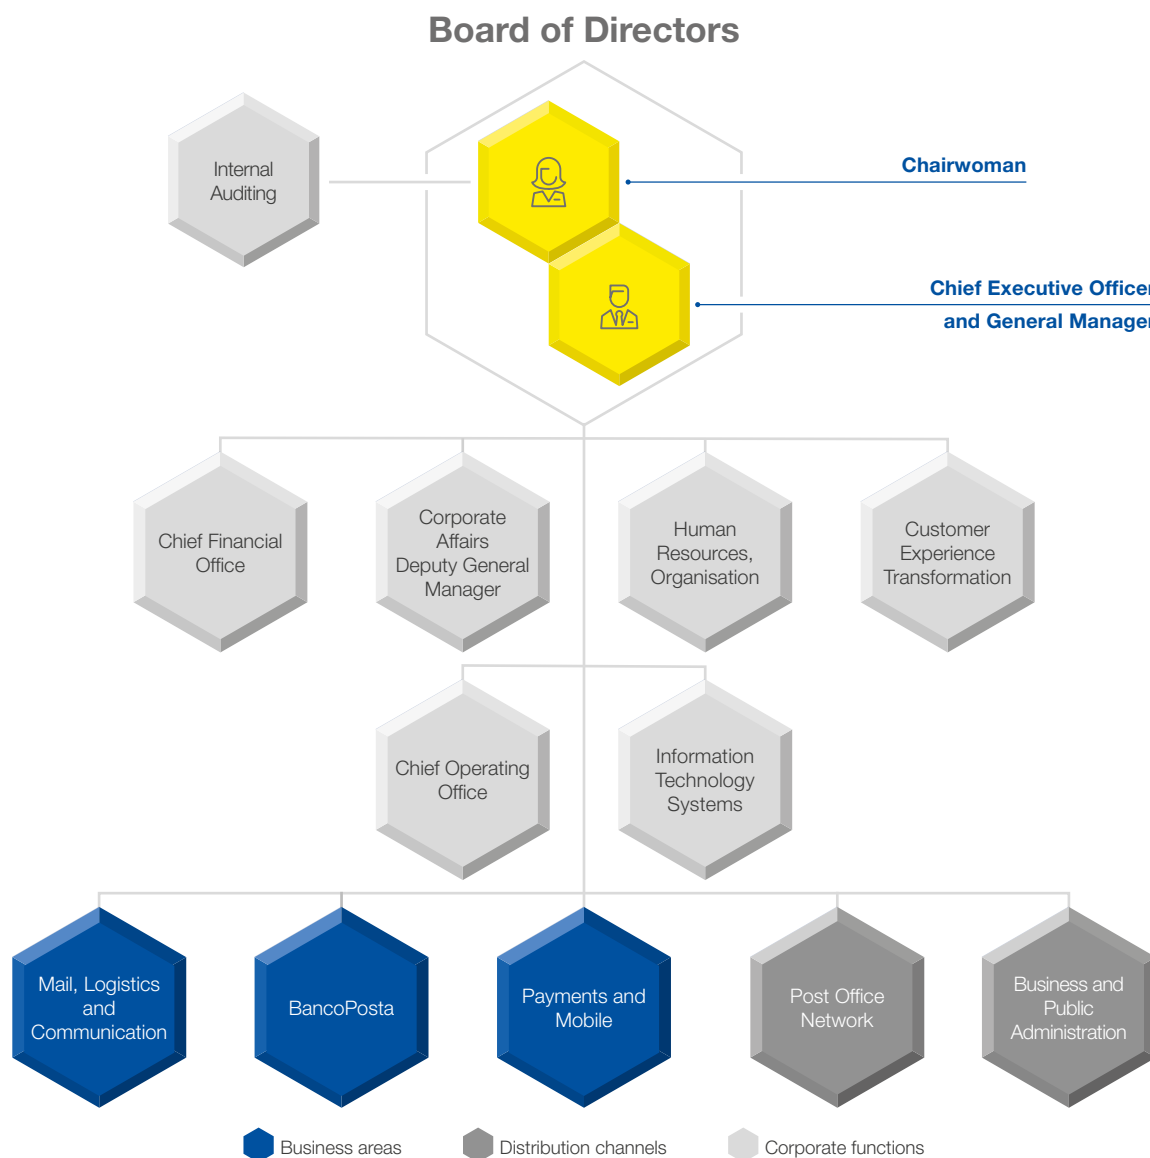 Board of Directors
Internal
Auditing
Chairwoman
Chief Executive Officer
and General Manager
Chief Financial
Office
Corporate
Affairs
Deputy General
Manager
Human
Resources,
Organisation
Customer
Experience
Transformation
Chief Operating
Office
Information
Technology
Systems
Mail, Logistics
and
Communication
BancoPosta
Payments and
Mobile
Post Office
Network
Business and
Public
Administration
Business areas
Distribution channels
Corporate functions